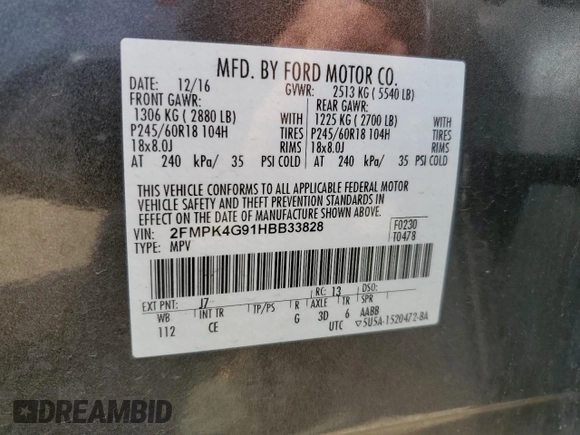 MFD. BY FORD MOTOR CO.
DATE: 12/16 GVWR: 2513 KG ( 5540 LB)
FRONT GAWR: REAR GAWR:
1306 KG ( 2880 LB) WITH 1225 KG ( 2700 LB) WITH
P245/60R18 104H TIRES P245/60R18 104H TIRES
18x8.0J RIMS 18x8.0J RIMS
AT 240 kPa/ 35 PSI COLD AT 240 kPa/ 35 PSI COLD
THIS VEHICLE CONFORMS TO ALL APPLICABLE FEDERAL MOTOR
VEHICLE SAFETY AND THEFT PREVENTION STANDARDS IN
EFFECT ON THE DATE OF MANUFACTURE SHOWN ABOVE.
VIN: 2FMPK4G91HBB33828 F0230
TYPE: MPV T0478
EXT PNT: J7 RC: 13 DSO:
WB INT TR TP/PS R AXLE TR SPR
112 CE G 3D 6 AABB
UTC ▽5U5A-1520472-BA
DREAMBID